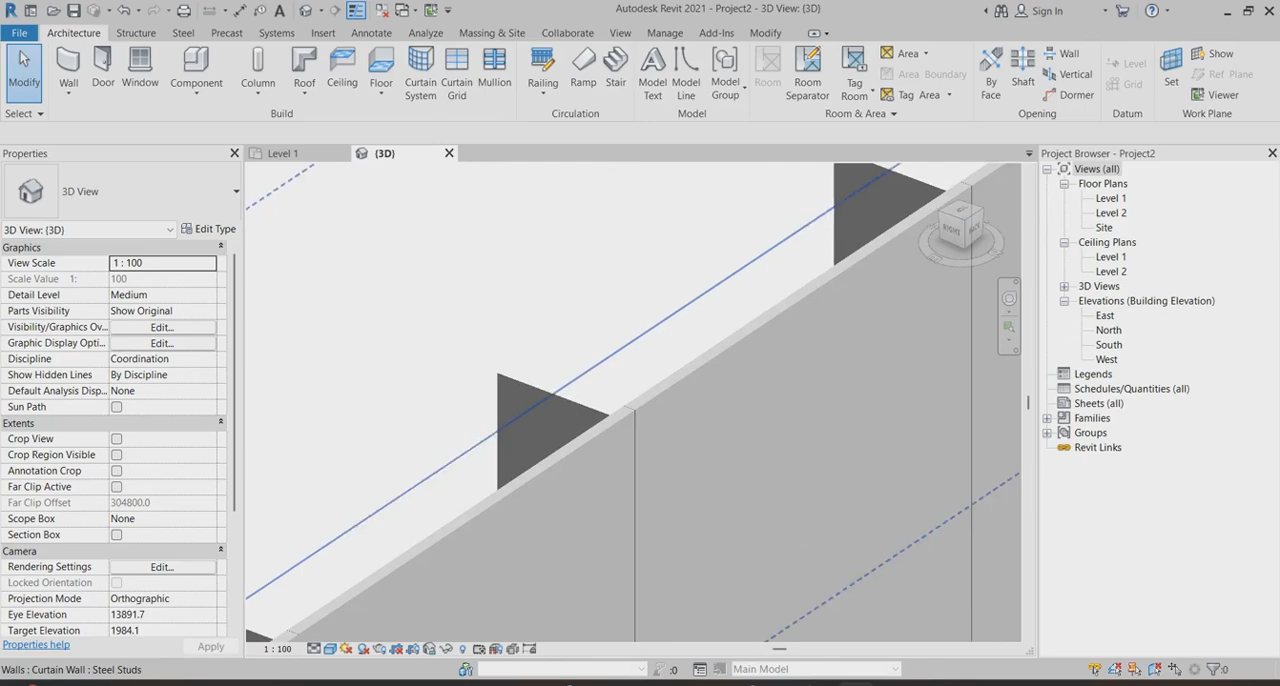 Autodesk Revit 2021 - Project2 - 3D View: {3D}
Sign In
File Architecture Structure Steel Precast Systems Insert Annotate Analyze Massing & Site Collaborate View Manage Add-Ins Modify
Modify Wall Door Window Component Column Roof Ceiling Floor Curtain System Curtain Grid Mullion Railing Ramp Stair Model Text Model Line Model Group Room Room Separator Tag Room
Area
Area Boundary
Tag Area
By Face Shaft
Wall
Vertical
Dormer
Level
Grid
Set
Show
Ref Plane
Viewer
Select Build Circulation Model Room & Area Opening Datum Work Plane
Properties
Level 1 {3D}
Project Browser - Project2
3D View
3D View: {3D} Edit Type
Graphics
View Scale 1 : 100
Scale Value 1: 100
Detail Level Medium
Parts Visibility Show Original
Visibility/Graphics Ov... Edit...
Graphic Display Opti... Edit...
Discipline Coordination
Show Hidden Lines By Discipline
Default Analysis Disp... None
Sun Path
Extents
Crop View
Crop Region Visible
Annotation Crop
Far Clip Active
Far Clip Offset 304800.0
Scope Box None
Section Box
Camera
Rendering Settings Edit...
Locked Orientation
Projection Mode Orthographic
Eye Elevation 13891.7
Target Elevation 1984.1
Properties help Apply
RIGHT
Views (all)
Floor Plans
Level 1
Level 2
Site
Ceiling Plans
Level 1
Level 2
3D Views
Elevations (Building Elevation)
East
North
South
West
Legends
Schedules/Quantities (all)
Sheets (all)
Families
Groups
Revit Links
1 : 100
Walls : Curtain Wall : Steel Studs
:0
Main Model
:0